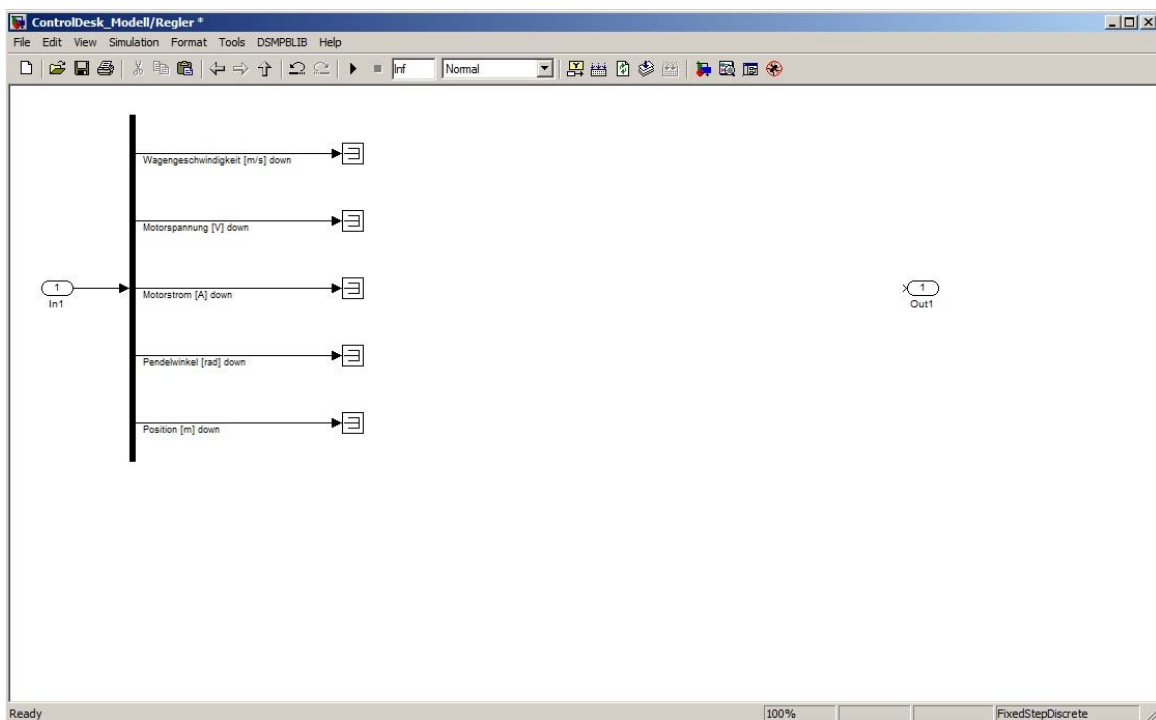 ControlDesk_Modell/Regler *
File Edit View Simulation Format Tools DSMPBLIB Help
Inf Normal
Wagengeschwindigkeit [m/s] down
Motorspannung [V] down
1
In1
Motorstrom [A] down
1
Out1
Pendelwinkel [rad] down
Position [m] down
Ready 100% FixedStepDiscrete